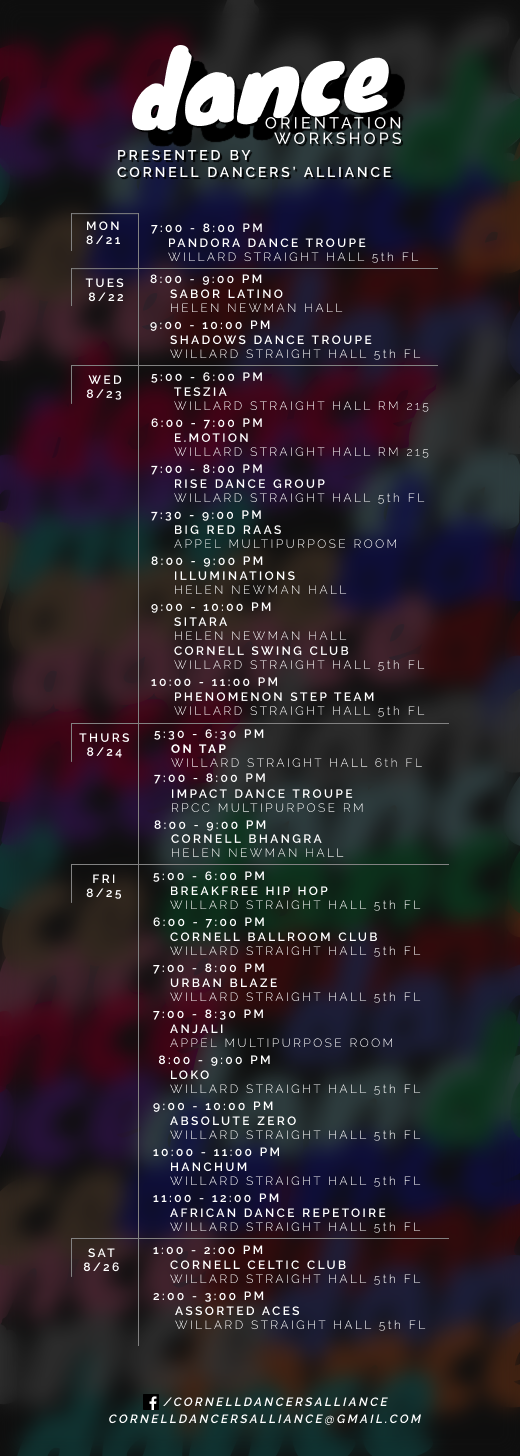 dance
ORIENTATION
WORKSHOPS
PRESENTED BY
CORNELL DANCERS' ALLIANCE
MON
8/21
7:00 - 8:00 PM
PANDORA DANCE TROUPE
WILLARD STRAIGHT HALL 5th FL
TUES
8/22
8:00 - 9:00 PM
SABOR LATINO
HELEN NEWMAN HALL
9:00 - 10:00 PM
SHADOWS DANCE TROUPE
WILLARD STRAIGHT HALL 5th FL
WED
8/23
5:00 - 6:00 PM
TESZIA
WILLARD STRAIGHT HALL RM 215
6:00 - 7:00 PM
E.MOTION
WILLARD STRAIGHT HALL RM 215
7:00 - 8:00 PM
RISE DANCE GROUP
WILLARD STRAIGHT HALL 5th FL
7:30 - 9:00 PM
BIG RED RAAS
APPEL MULTIPURPOSE ROOM
8:00 - 9:00 PM
ILLUMINATIONS
HELEN NEWMAN HALL
9:00 - 10:00 PM
SITARA
HELEN NEWMAN HALL
CORNELL SWING CLUB
WILLARD STRAIGHT HALL 5th FL
10:00 - 11:00 PM
PHENOMENON STEP TEAM
WILLARD STRAIGHT HALL 5th FL
THURS
8/24
5:30 - 6:30 PM
ON TAP
WILLARD STRAIGHT HALL 6th FL
7:00 - 8:00 PM
IMPACT DANCE TROUPE
RPCC MULTIPURPOSE RM
8:00 - 9:00 PM
CORNELL BHANGRA
HELEN NEWMAN HALL
FRI
8/25
5:00 - 6:00 PM
BREAKFREE HIP HOP
WILLARD STRAIGHT HALL 5th FL
6:00 - 7:00 PM
CORNELL BALLROOM CLUB
WILLARD STRAIGHT HALL 5th FL
7:00 - 8:00 PM
URBAN BLAZE
WILLARD STRAIGHT HALL 5th FL
7:00 - 8:30 PM
ANJALI
APPEL MULTIPURPOSE ROOM
8:00 - 9:00 PM
LOKO
WILLARD STRAIGHT HALL 5th FL
9:00 - 10:00 PM
ABSOLUTE ZERO
WILLARD STRAIGHT HALL 5th FL
10:00 - 11:00 PM
HANCHUM
WILLARD STRAIGHT HALL 5th FL
11:00 - 12:00 PM
AFRICAN DANCE REPETOIRE
WILLARD STRAIGHT HALL 5th FL
SAT
8/26
1:00 - 2:00 PM
CORNELL CELTIC CLUB
WILLARD STRAIGHT HALL 5th FL
2:00 - 3:00 PM
ASSORTED ACES
WILLARD STRAIGHT HALL 5th FL
f /CORNELLDANCERSALLIANCE
CORNELLDANCERSALLIANCE@GMAIL.COM